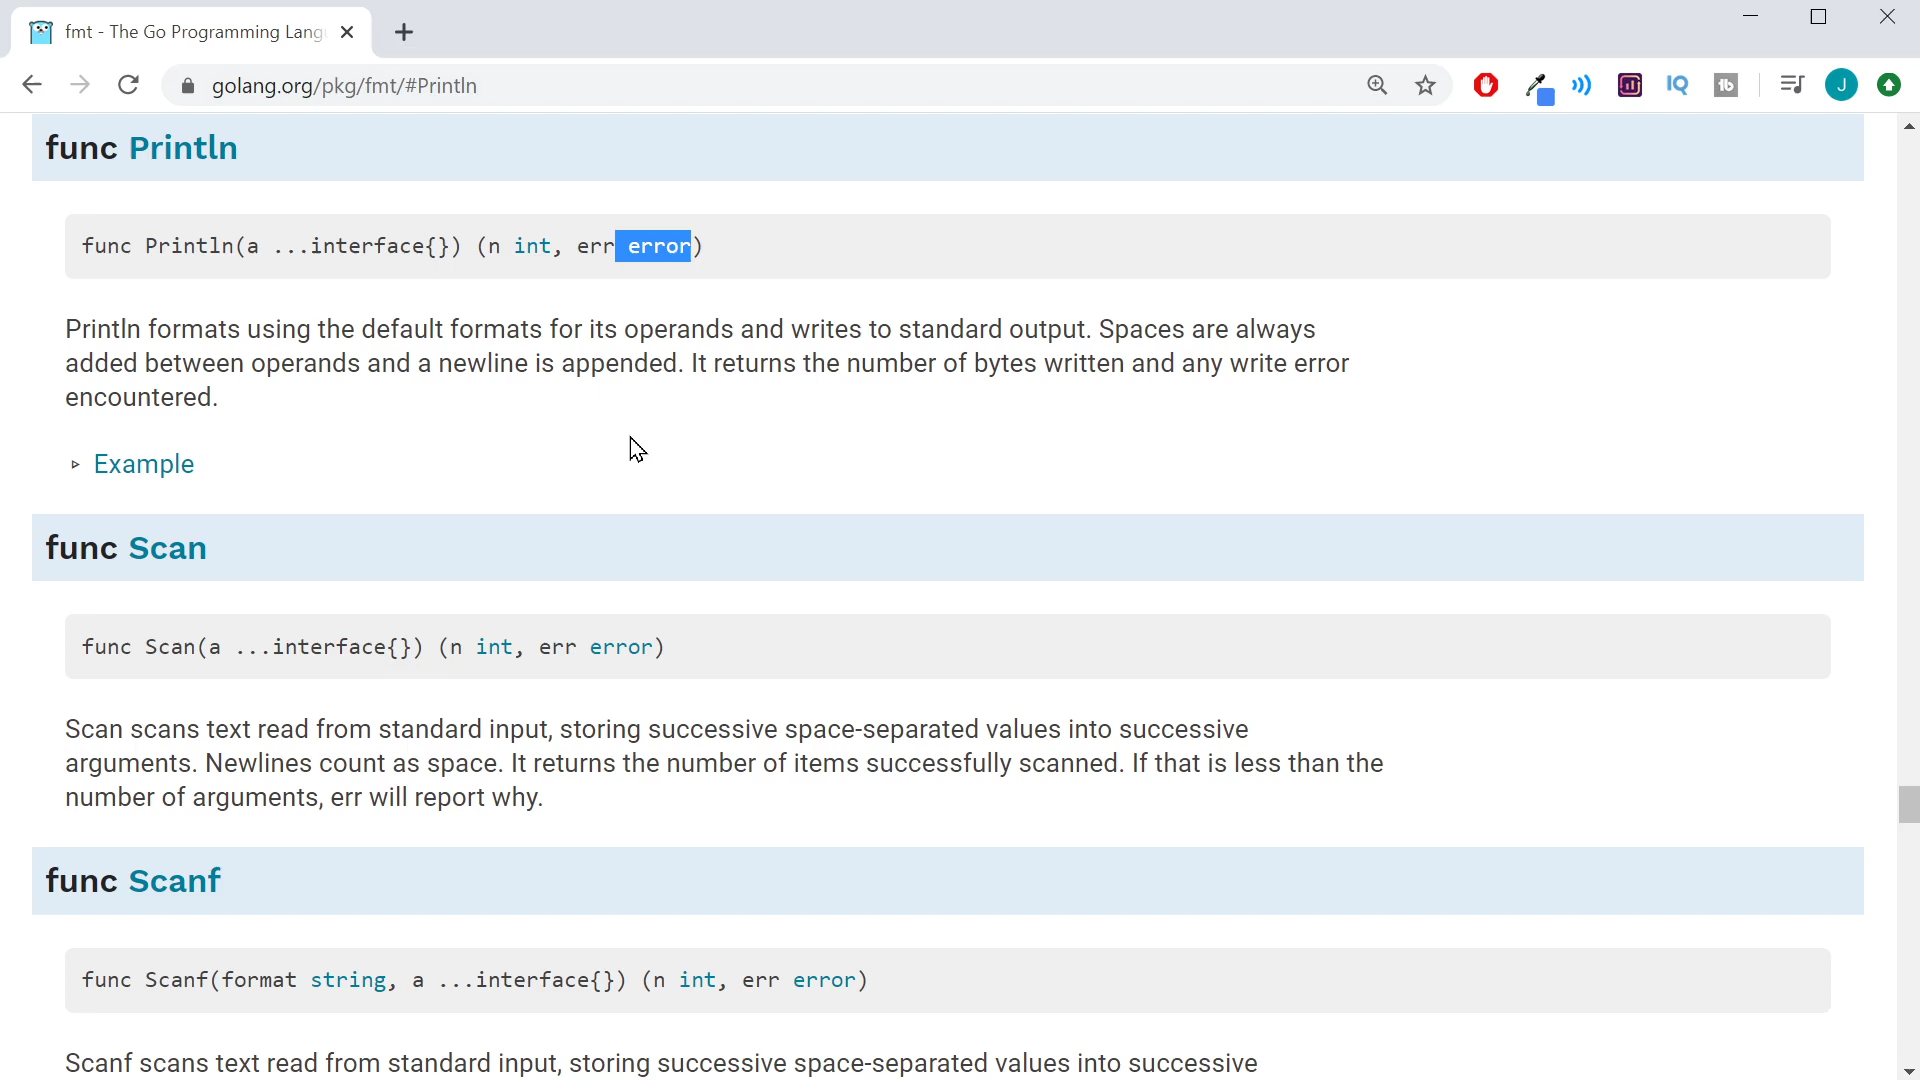 fmt - The Go Programming Lang
golang.org/pkg/fmt/#Println
IQ
tb
J
func Println
func Println(a ...interface{}) (n int, err error)
Println formats using the default formats for its operands and writes to standard output. Spaces are always
added between operands and a newline is appended. It returns the number of bytes written and any write error
encountered.
Example
func Scan
func Scan(a ...interface{}) (n int, err error)
Scan scans text read from standard input, storing successive space-separated values into successive
arguments. Newlines count as space. It returns the number of items successfully scanned. If that is less than the
number of arguments, err will report why.
func Scanf
func Scanf(format string, a ...interface{}) (n int, err error)
Scanf scans text read from standard input, storing successive space-separated values into successive